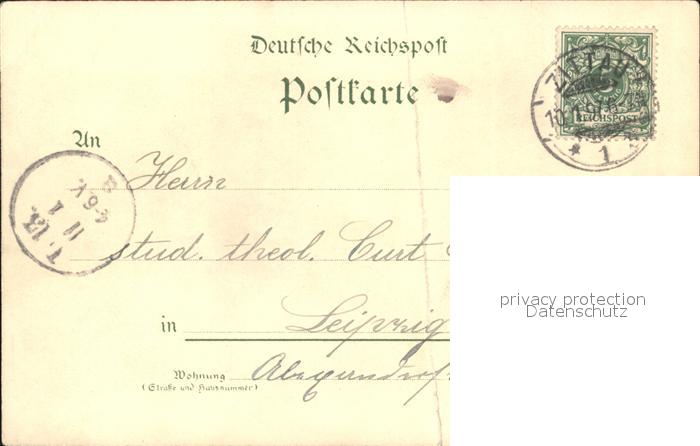 Deutsche Reichspost
Postkarte
ZITTAU
REICHSPOST
* 1
An
Herrn
stud. theol. Curt
in Leipzig
Wohnung
(Straße und Hausnummer)
privacy protection
Datenschutz